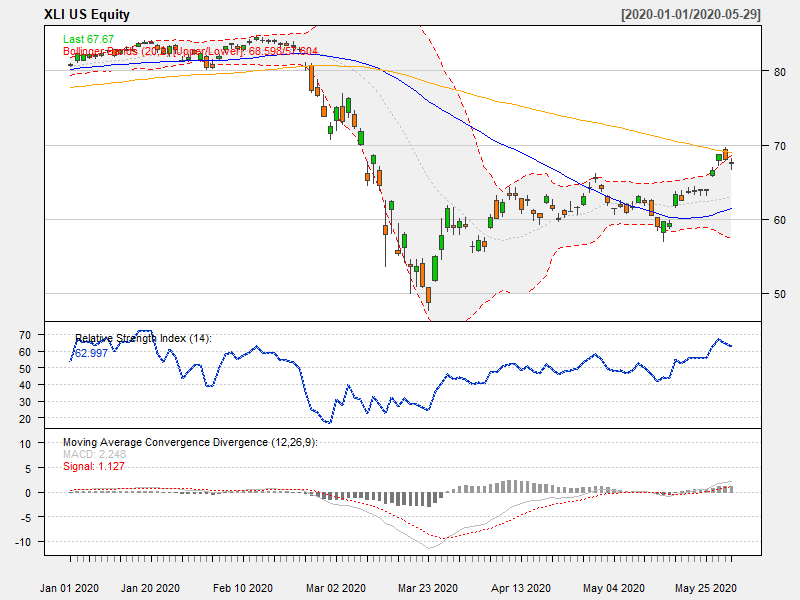 XLI US Equity [2020-01-01/2020-05-29]
Last 67.67
Bollinger Bands (20,2) [Upper/Lower]: 68.598/57.604
80
70
60
50
Relative Strength Index (14):
62.997
70
60
50
40
30
20
Moving Average Convergence Divergence (12,26,9):
MACD: 2.248
Signal: 1.127
10
5
0
-5
-10
Jan 01 2020 Jan 20 2020 Feb 10 2020 Mar 02 2020 Mar 23 2020 Apr 13 2020 May 04 2020 May 25 2020